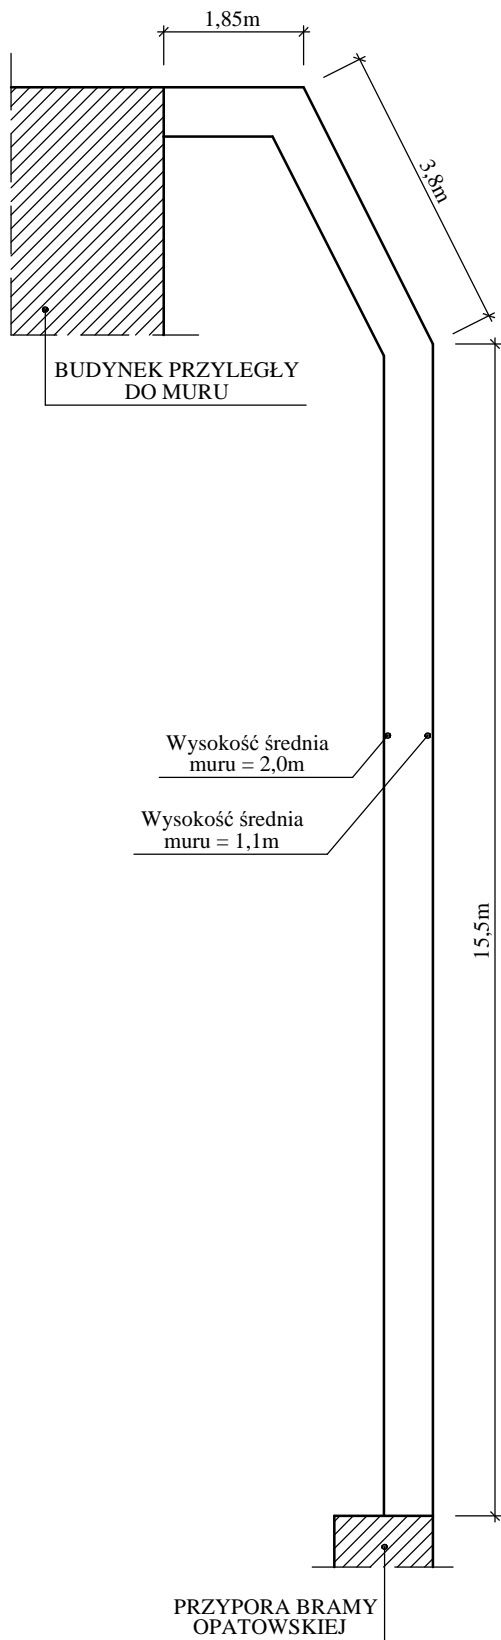 1,85m
3,8m
BUDYNEK PRZYLEGŁY
DO MURU
Wysokość średnia
muru = 2,0m
Wysokość średnia
muru = 1,1m
15,5m
PRZYPORA BRAMY
OPATOWSKIEJ